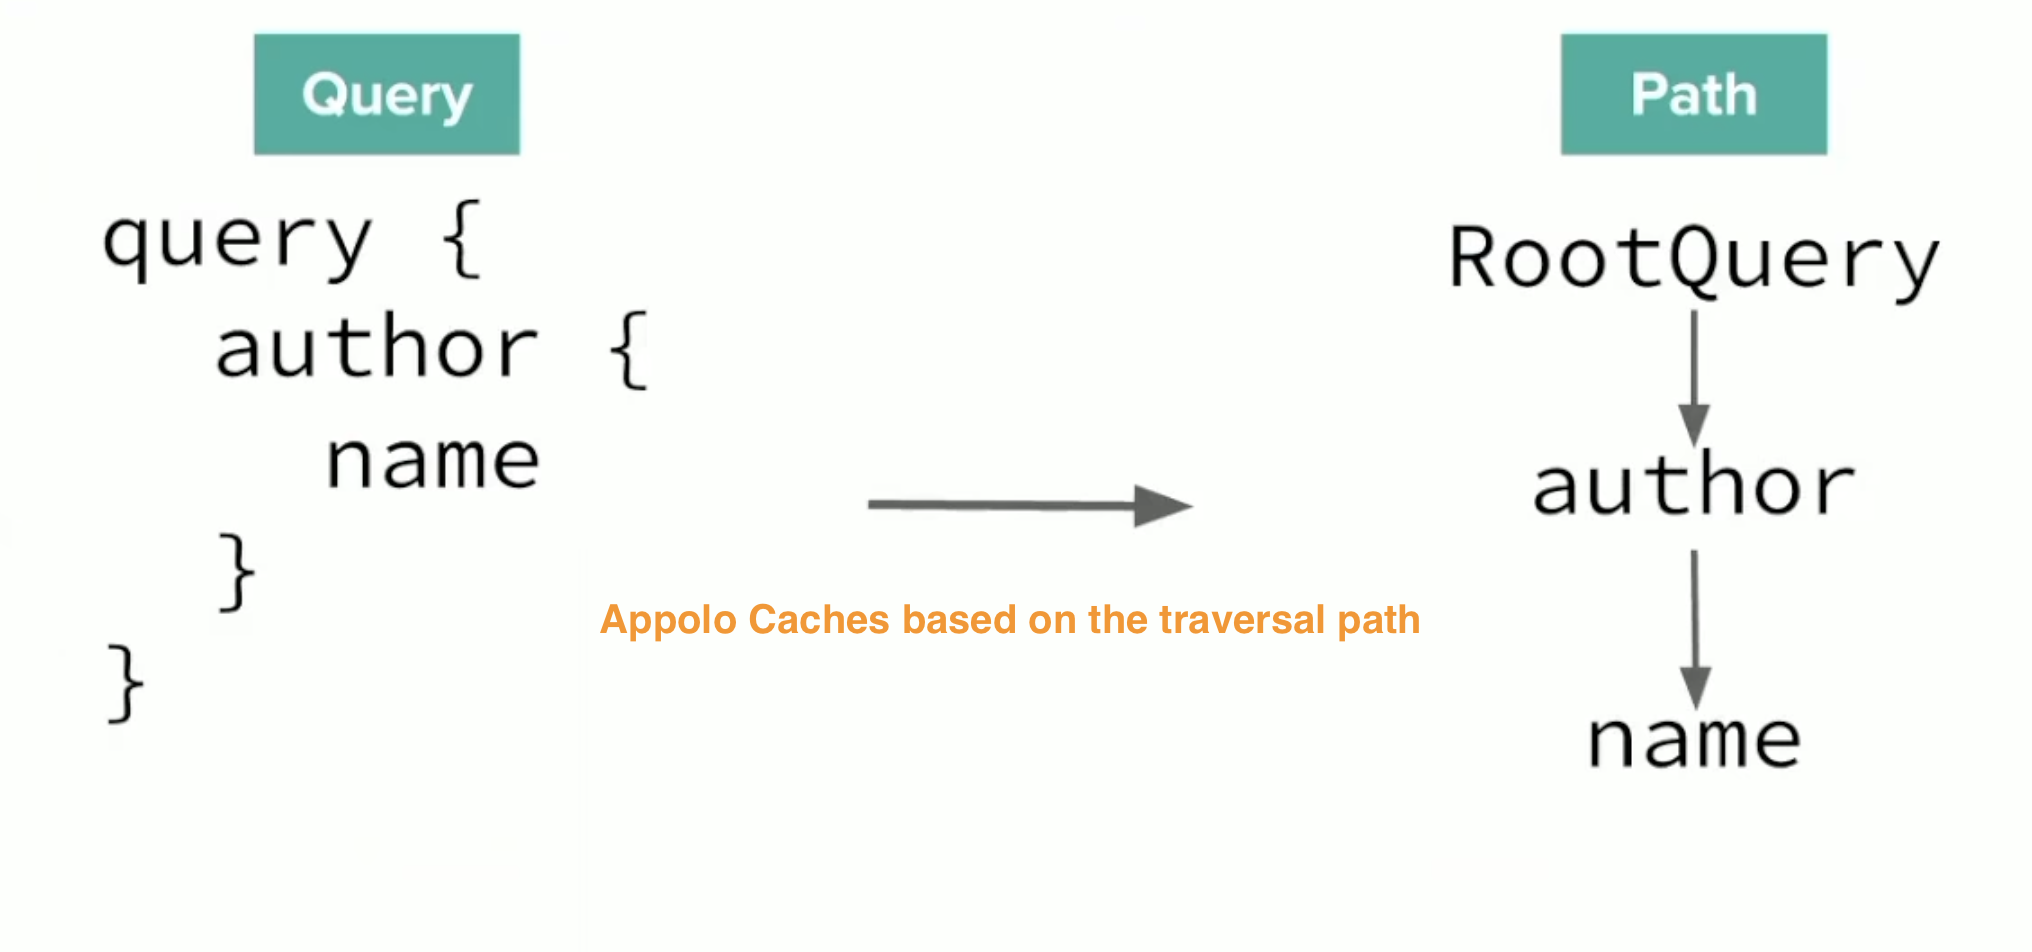 Query
query {
author {
name
}
}
Appolo Caches based on the traversal path
Path
RootQuery
author
name